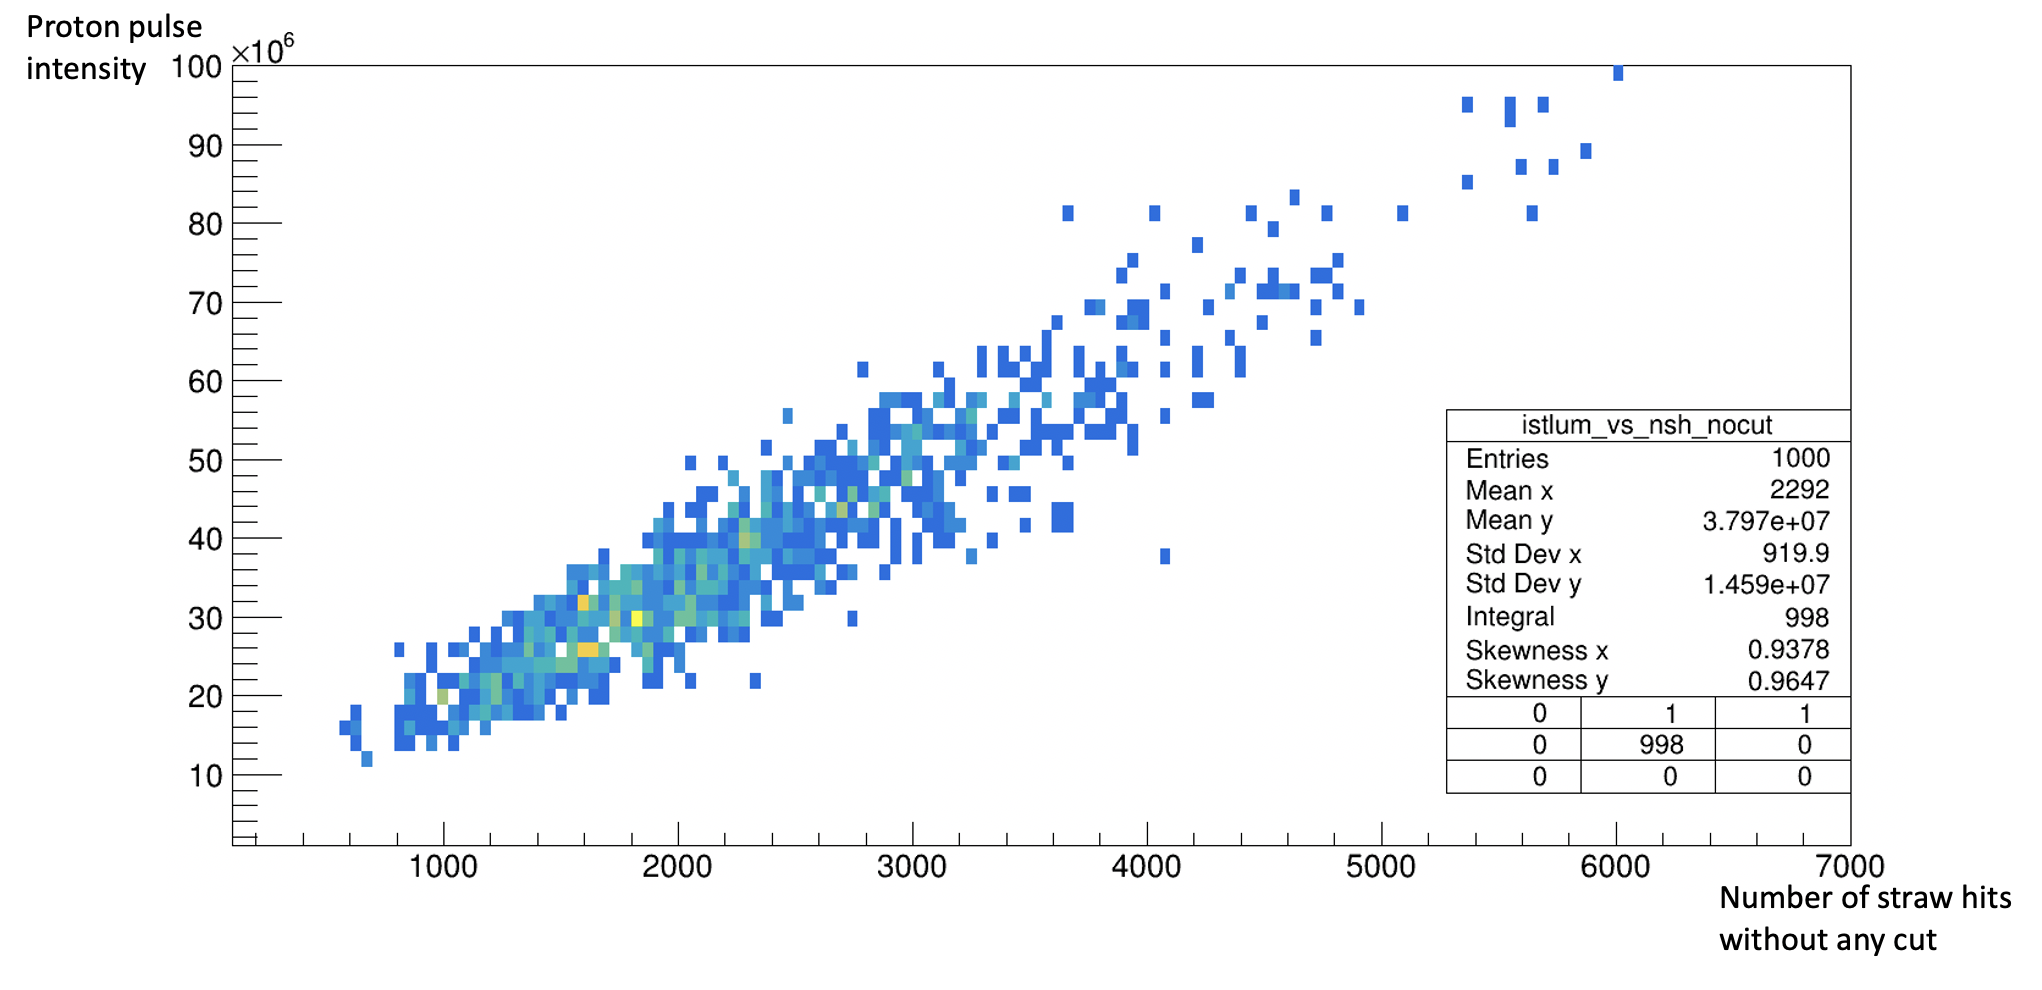 Proton pulse
intensity
×10⁶
100
90
80
70
60
50
40
30
20
10
istlum_vs_nsh_nocut
Entries 1000
Mean x 2292
Mean y 3.797e+07
Std Dev x 919.9
Std Dev y 1.459e+07
Integral 998
Skewness x 0.9378
Skewness y 0.9647
0 1 1
0 998 0
0 0 0
1000 2000 3000 4000 5000 6000 7000
Number of straw hits
without any cut